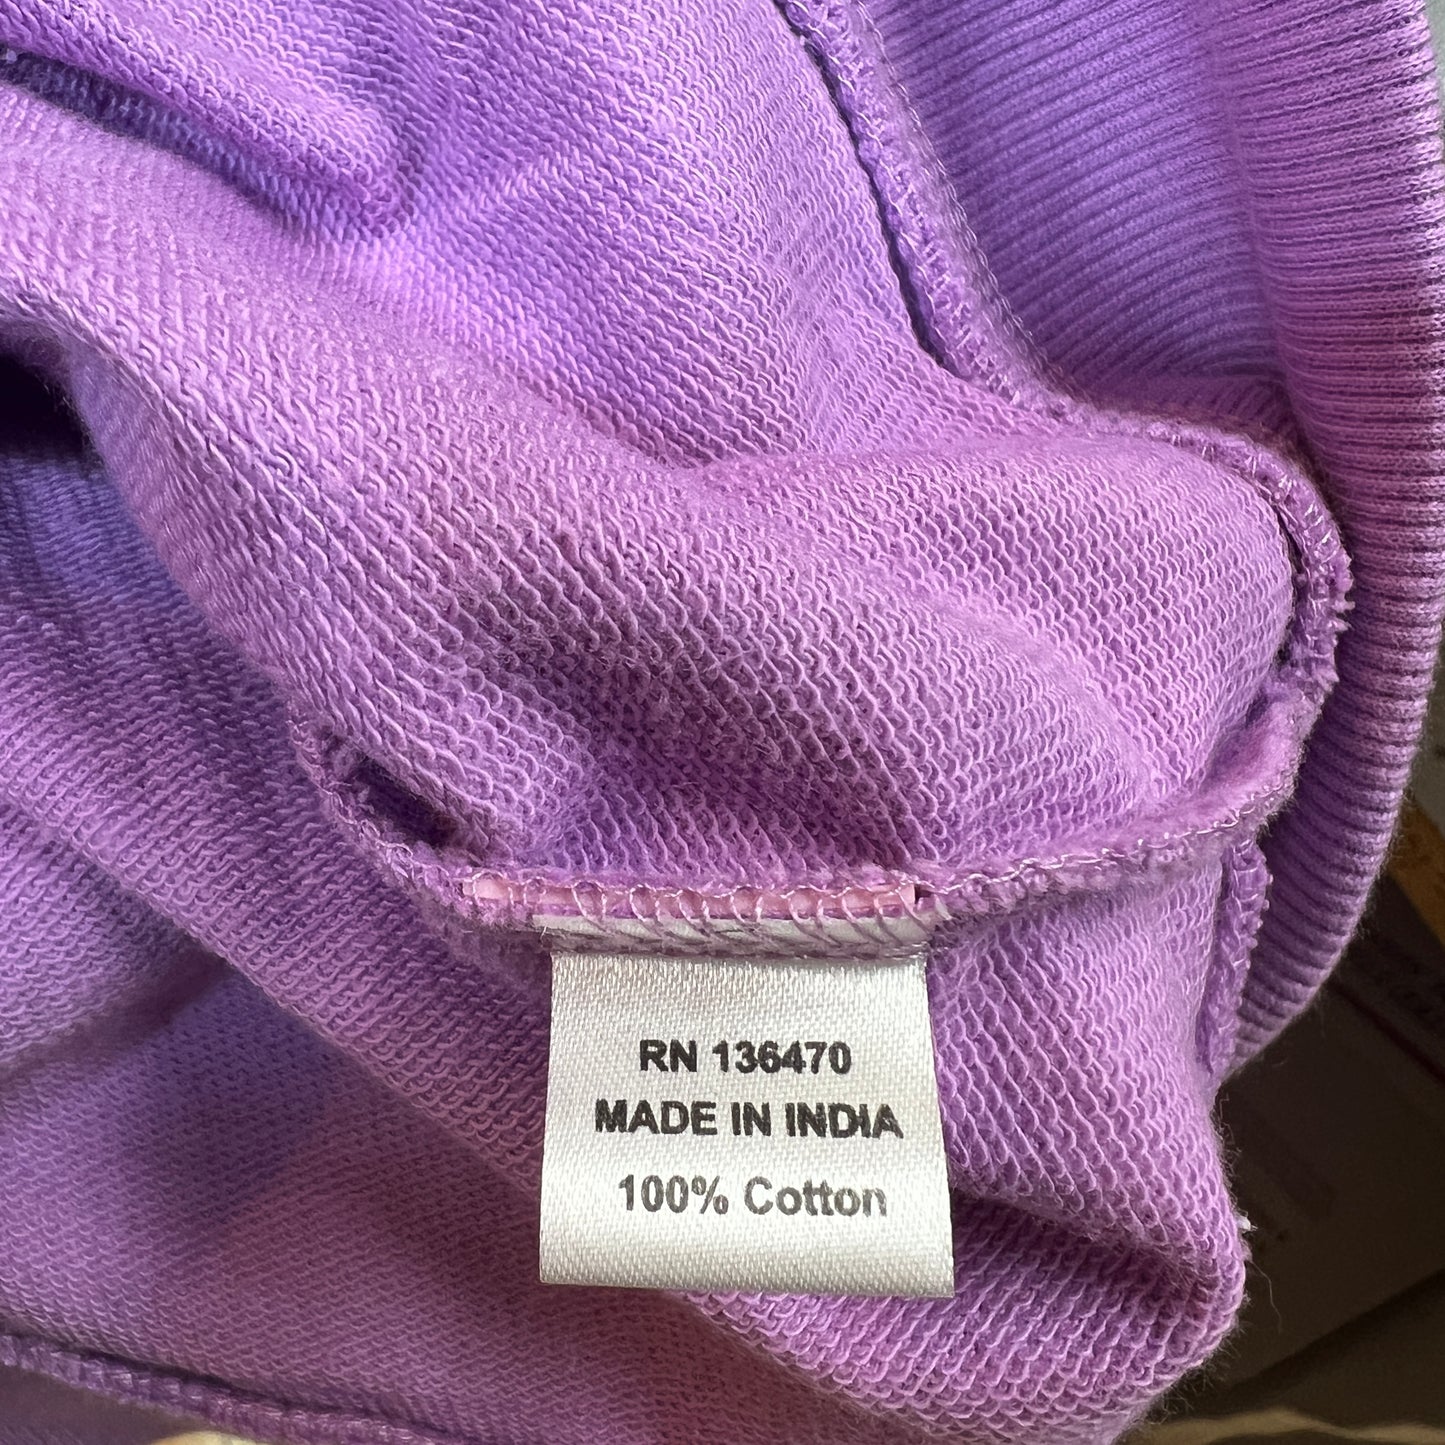 RN 136470
MADE IN INDIA
100% Cotton